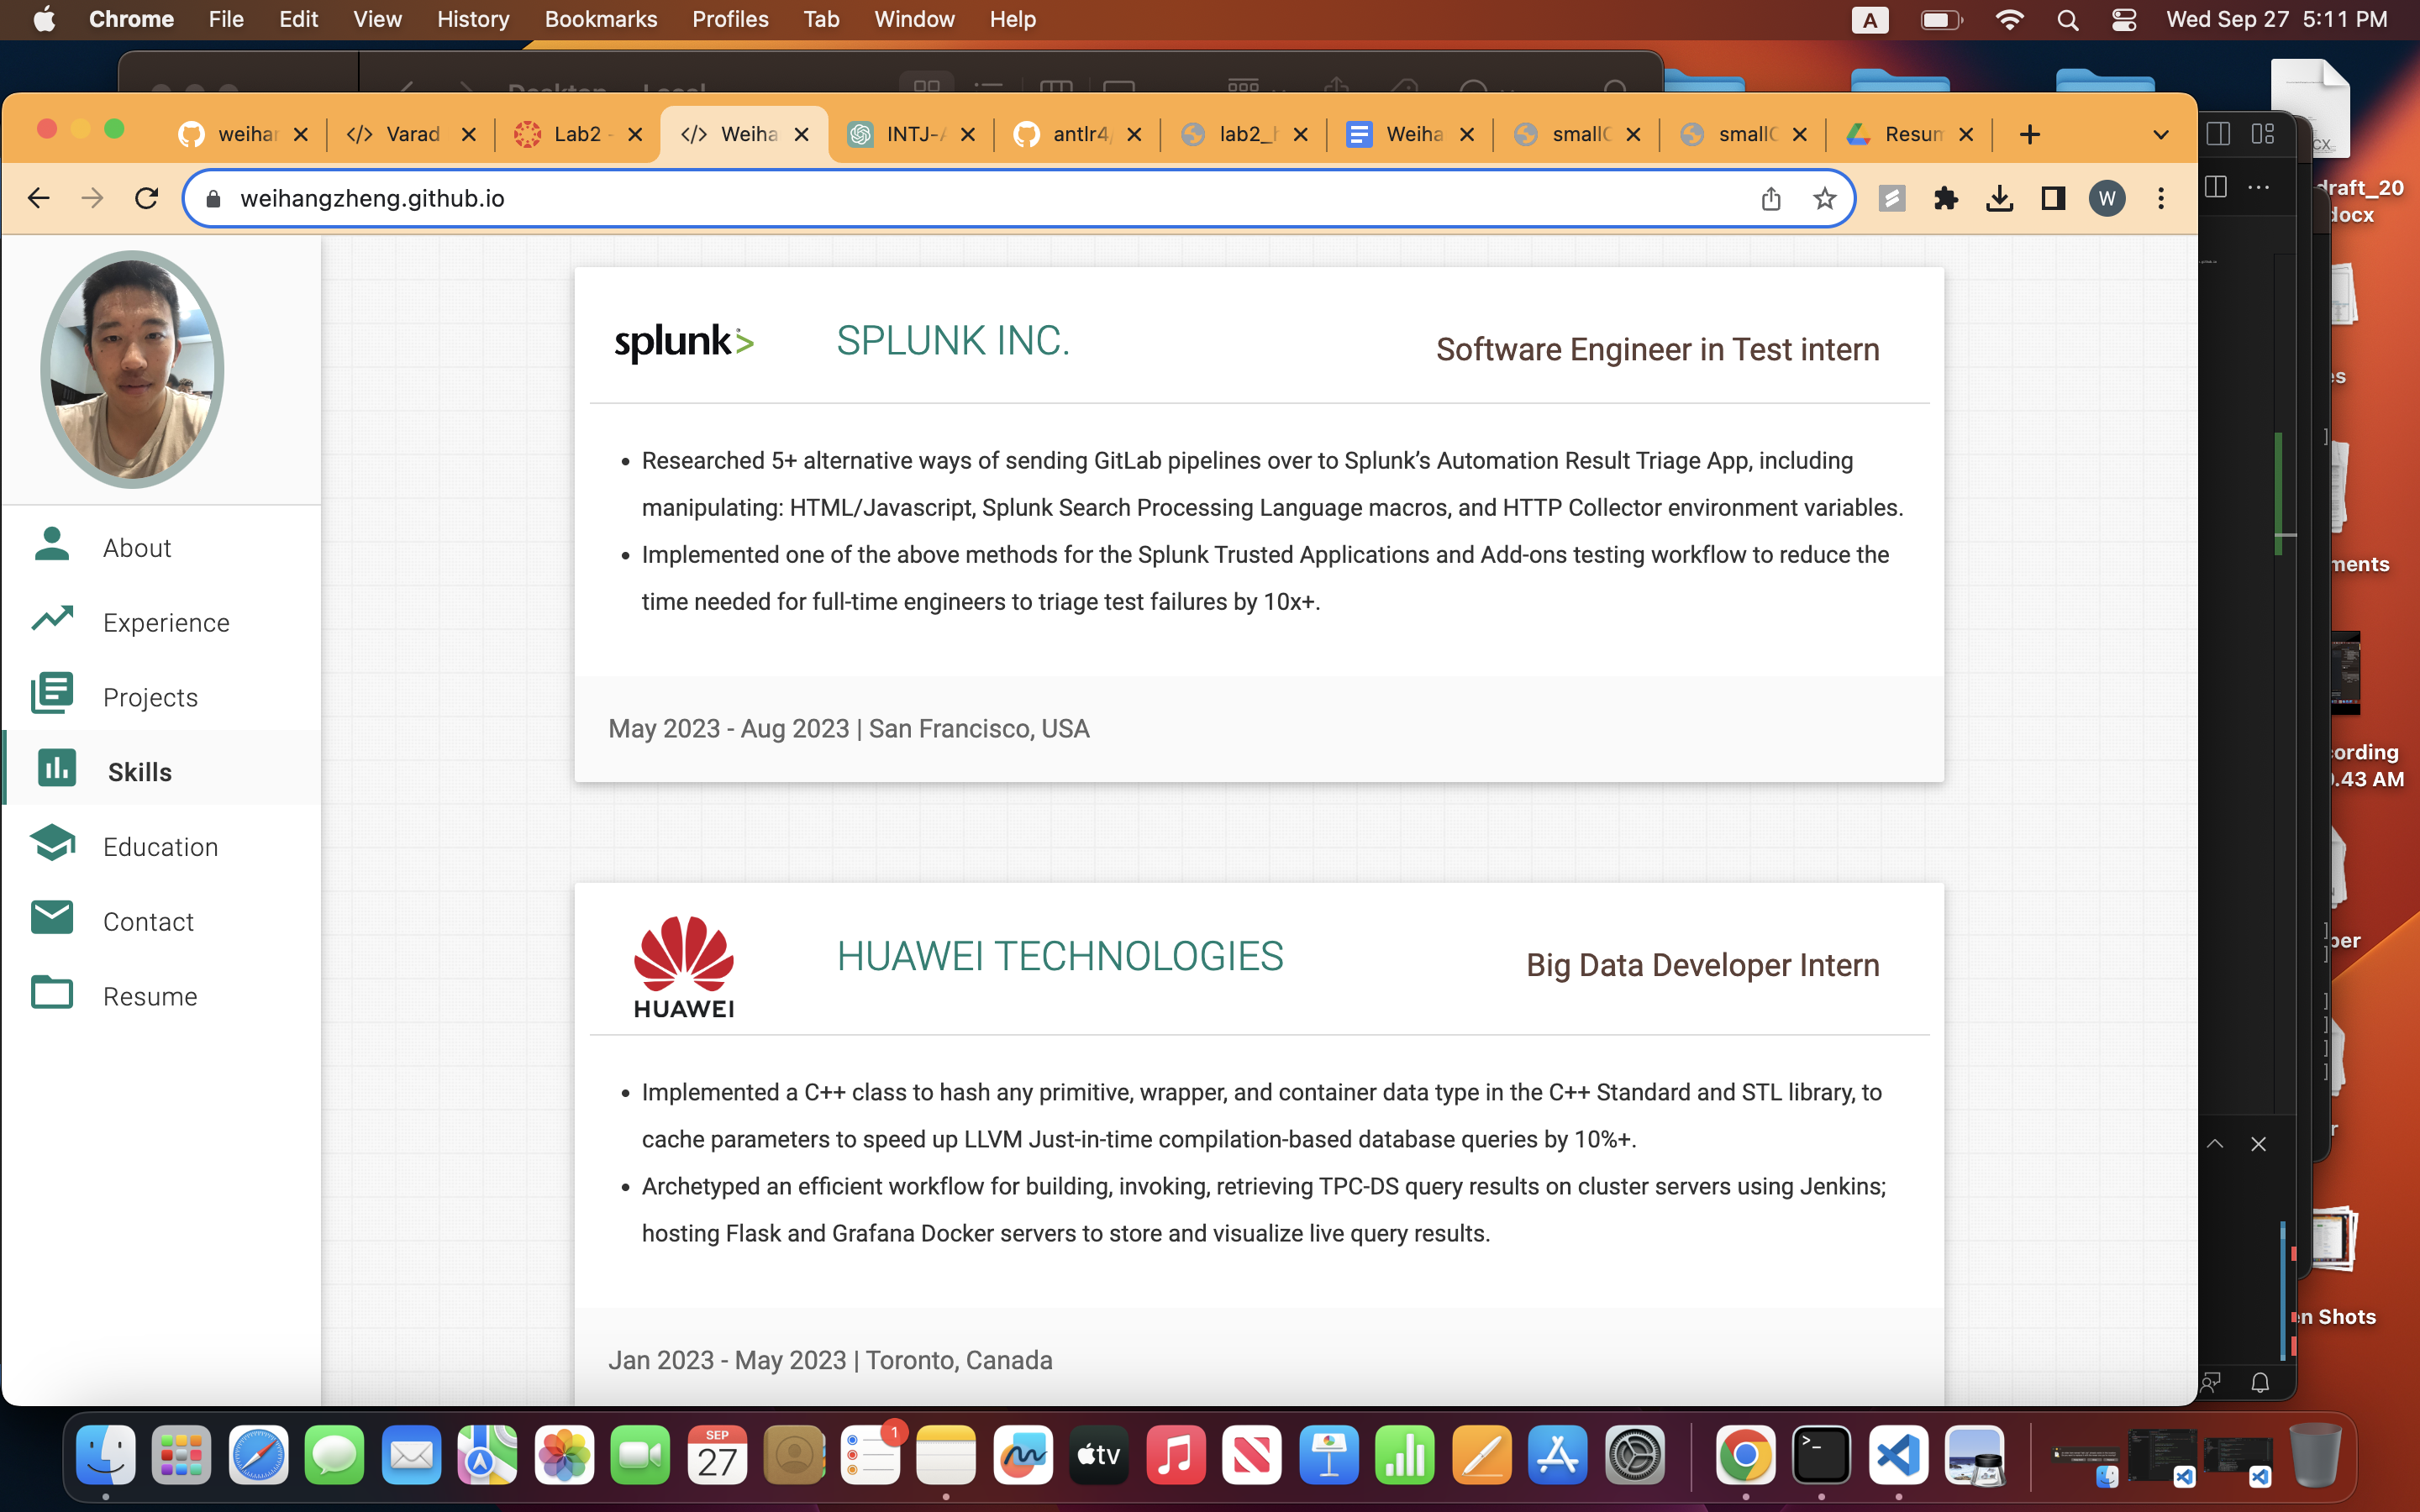 Chrome File Edit View History Bookmarks Profiles Tab Window Help A Wed Sep 27 5:11 PM
Desktop Local
weihan Varad Lab2 - Weiha INTJ-A antlr4 lab2_h Weiha smallC smallC Resum
weihangzheng.github.io W
draft_20
docx
splunk> SPLUNK INC. Software Engineer in Test intern
• Researched 5+ alternative ways of sending GitLab pipelines over to Splunk’s Automation Result Triage App, including
manipulating: HTML/Javascript, Splunk Search Processing Language macros, and HTTP Collector environment variables.
• Implemented one of the above methods for the Splunk Trusted Applications and Add-ons testing workflow to reduce the
time needed for full-time engineers to triage test failures by 10x+.
May 2023 - Aug 2023 | San Francisco, USA
About
Experience
Projects
Skills
Education
Contact
Resume
HUAWEI
HUAWEI TECHNOLOGIES Big Data Developer Intern
• Implemented a C++ class to hash any primitive, wrapper, and container data type in the C++ Standard and STL library, to
cache parameters to speed up LLVM Just-in-time compilation-based database queries by 10%+.
• Archetyped an efficient workflow for building, invoking, retrieving TPC-DS query results on cluster servers using Jenkins;
hosting Flask and Grafana Docker servers to store and visualize live query results.
Jan 2023 - May 2023 | Toronto, Canada
es
ments
cording
0.43 AM
per
r
en Shots
SEP
27
1
tv